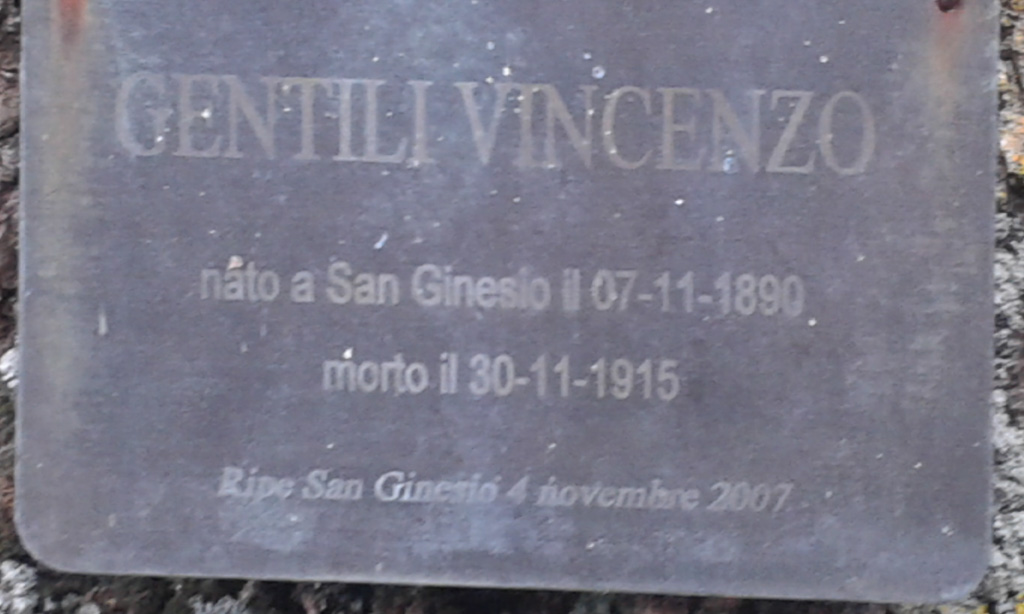 GENTILI VINCENZO
nato a San Ginesio il 07-11-1890
morto il 30-11-1915
Ripe San Ginesio 4 novembre 2007